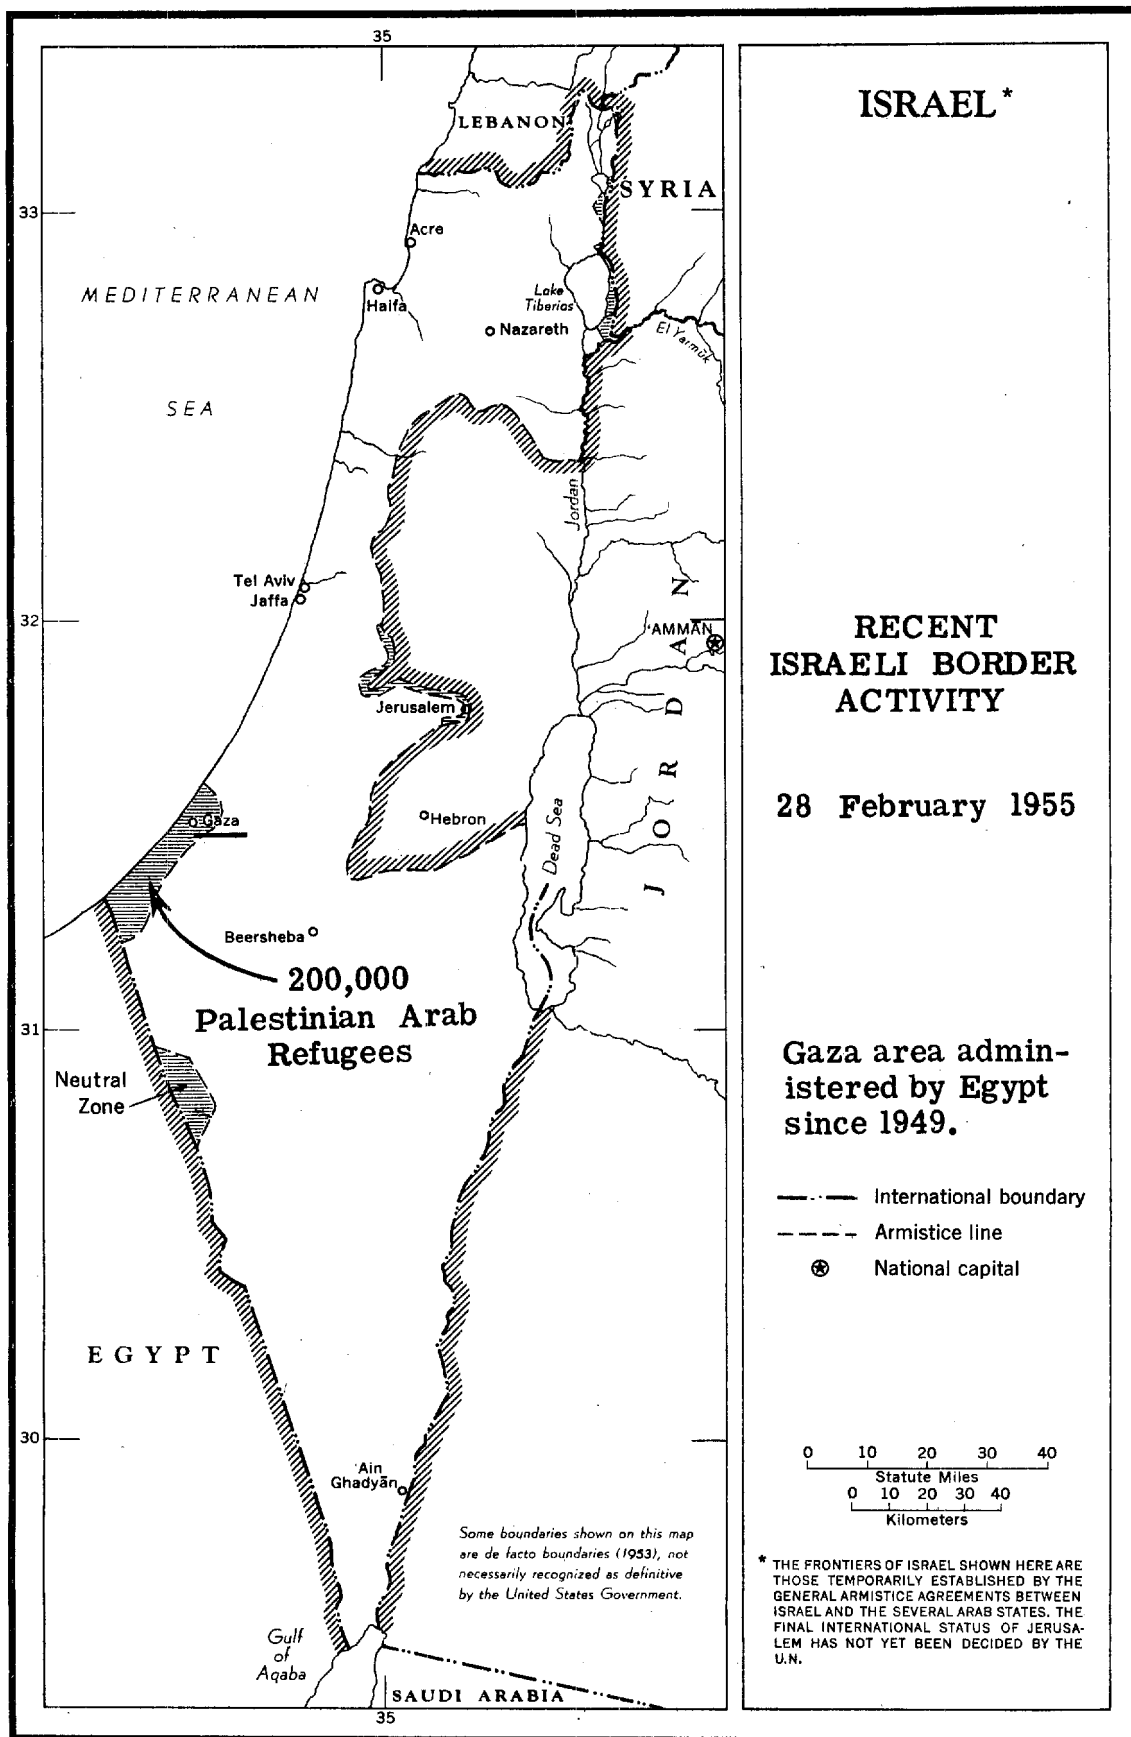 35
LEBANON
SYRIA
33
Acre
MEDITERRANEAN
Haifa
Lake
Tiberias
Nazareth
El Yarmūk
SEA
Jordan
Tel Aviv
Jaffa
32
'AMMĀN
JORDAN
Jerusalem
Gaza
Hebron
Dead Sea
Beersheba
200,000
Palestinian Arab
Refugees
31
Neutral
Zone
EGYPT
30
'Ain
Ghadyān
Some boundaries shown on this map
are de facto boundaries (1953), not
necessarily recognized as definitive
by the United States Government.
Gulf
of
Aqaba
SAUDI ARABIA
35
ISRAEL*
RECENT
ISRAELI BORDER
ACTIVITY
28 February 1955
Gaza area admin-
istered by Egypt
since 1949.
International boundary
Armistice line
National capital
0 10 20 30 40
Statute Miles
0 10 20 30 40
Kilometers
* THE FRONTIERS OF ISRAEL SHOWN HERE ARE
THOSE TEMPORARILY ESTABLISHED BY THE
GENERAL ARMISTICE AGREEMENTS BETWEEN
ISRAEL AND THE SEVERAL ARAB STATES. THE
FINAL INTERNATIONAL STATUS OF JERUSA-
LEM HAS NOT YET BEEN DECIDED BY THE
U.N.